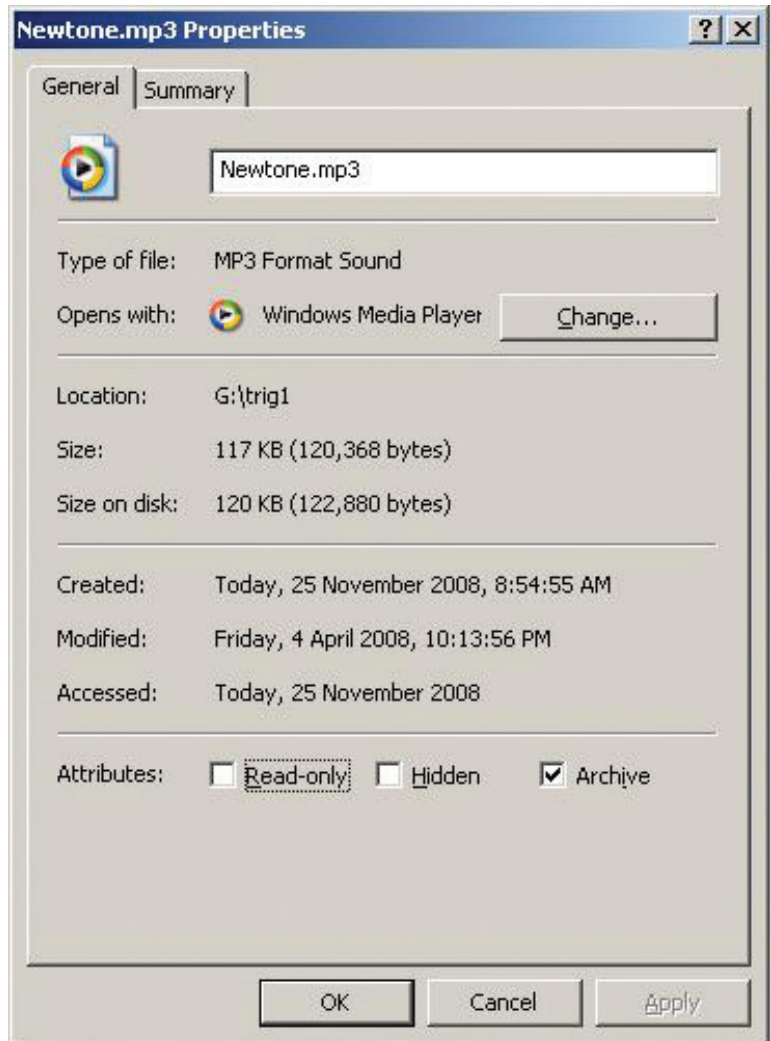 Newtone.mp3 Properties
General Summary
Newtone.mp3
Type of file: MP3 Format Sound
Opens with: Windows Media Player Change...
Location: G:\trig1
Size: 117 KB (120,368 bytes)
Size on disk: 120 KB (122,880 bytes)
Created: Today, 25 November 2008, 8:54:55 AM
Modified: Friday, 4 April 2008, 10:13:56 PM
Accessed: Today, 25 November 2008
Attributes: Read-only Hidden Archive
OK Cancel Apply